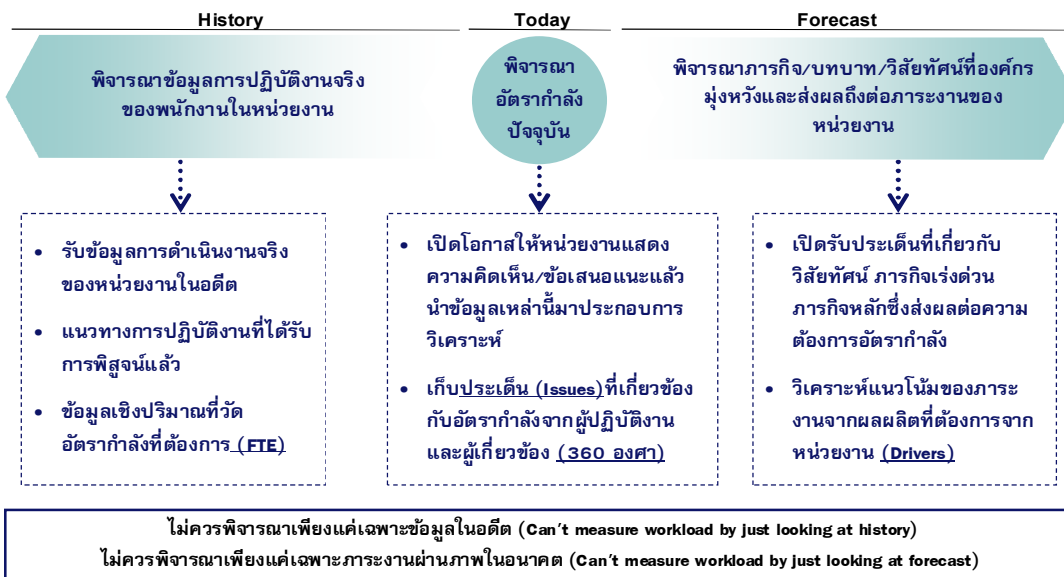 History
Today
Forecast
พิจารณาข้อมูลการปฏิบัติงานจริง
ของพนักงานในหน่วยงาน
พิจารณา
อัตรากำลัง
ปัจจุบัน
พิจารณาภารกิจ/บทบาท/วิสัยทัศน์ที่องค์กร
มุ่งหวังและส่งผลถึงต่อภาระงานของ
หน่วยงาน
• รับข้อมูลการดำเนินงานจริง
ของหน่วยงานในอดีต
• แนวทางการปฏิบัติงานที่ได้รับ
การพิสูจน์แล้ว
• ข้อมูลเชิงปริมาณที่วัด
อัตรากำลังที่ต้องการ (FTE)
• เปิดโอกาสให้หน่วยงานแสดง
ความคิดเห็น/ข้อเสนอแนะแล้ว
นำข้อมูลเหล่านี้มาประกอบการ
วิเคราะห์
• เก็บประเด็น (Issues)ที่เกี่ยวข้อง
กับอัตรากำลังจากผู้ปฏิบัติงาน
และผู้เกี่ยวข้อง (360 องศา)
• เปิดรับประเด็นที่เกี่ยวกับ
วิสัยทัศน์ ภารกิจเร่งด่วน
ภารกิจหลักซึ่งส่งผลต่อความ
ต้องการอัตรากำลัง
• วิเคราะห์แนวโน้มของภาระ
งานจากผลผลิตที่ต้องการจาก
หน่วยงาน (Drivers)
ไม่ควรพิจารณาเพียงแค่เฉพาะข้อมูลในอดีต (Can't measure workload by just looking at history)
ไม่ควรพิจารณาเพียงแค่เฉพาะภาระงานผ่านภาพในอนาคต (Can't measure workload by just looking at forecast)